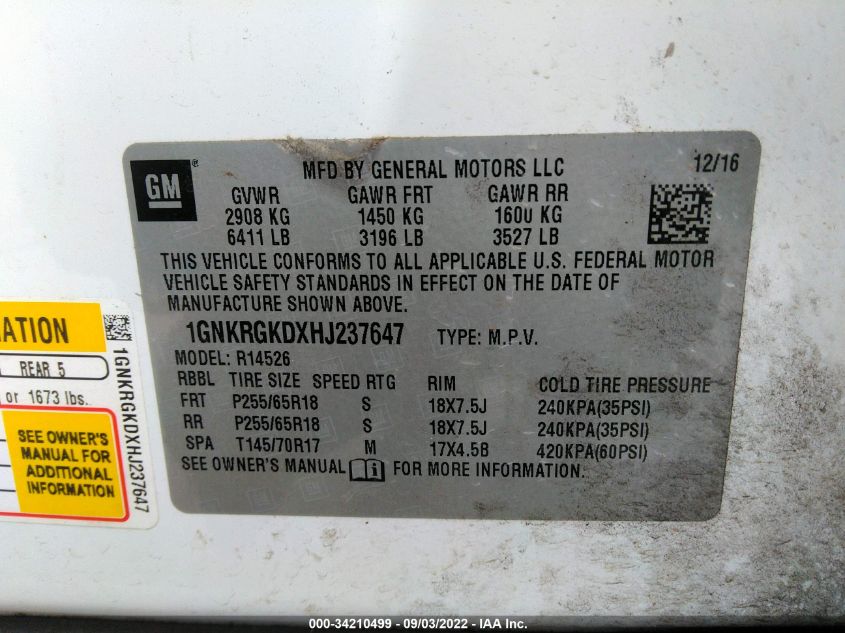 MFD BY GENERAL MOTORS LLC 12/16
GM®
GVWR GAWR FRT GAWR RR
2908 KG 1450 KG 1600 KG
6411 LB 3196 LB 3527 LB
THIS VEHICLE CONFORMS TO ALL APPLICABLE U.S. FEDERAL MOTOR
VEHICLE SAFETY STANDARDS IN EFFECT ON THE DATE OF
MANUFACTURE SHOWN ABOVE.
1GNKRGKDXHJ237647 TYPE: M.P.V.
MODEL: R14526
RBBL TIRE SIZE SPEED RTG RIM COLD TIRE PRESSURE
FRT P255/65R18 S 18X7.5J 240KPA(35PSI)
RR P255/65R18 S 18X7.5J 240KPA(35PSI)
SPA T145/70R17 M 17X4.5B 420KPA(60PSI)
SEE OWNER'S MANUAL FOR MORE INFORMATION.
REAR 5
or 1673 lbs.
SEE OWNER'S
MANUAL FOR
ADDITIONAL
INFORMATION
1GNKRGKDXHJ237647
000-34210499 - 09/03/2022 - IAA Inc.